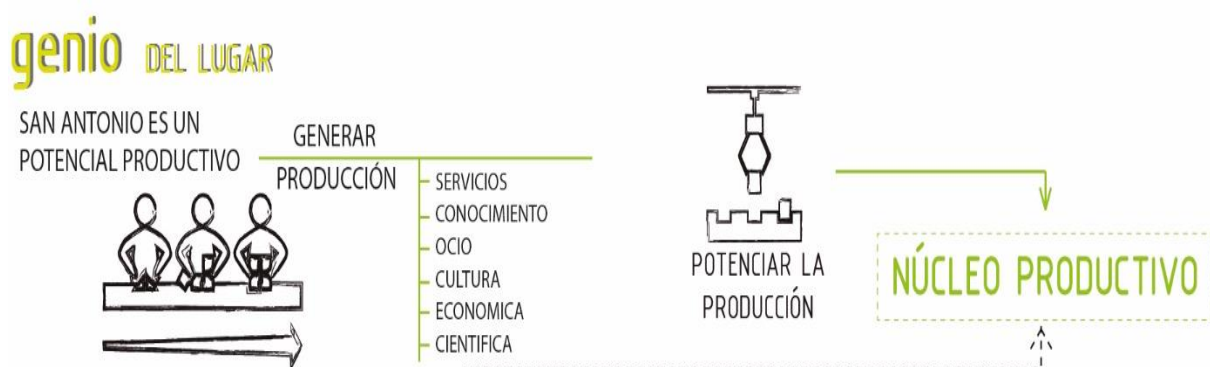 genio DEL LUGAR
SAN ANTONIO ES UN
POTENCIAL PRODUCTIVO
GENERAR
PRODUCCIÓN
SERVICIOS
CONOCIMIENTO
OCIO
CULTURA
ECONOMICA
CIENTIFICA
POTENCIAR LA
PRODUCCIÓN
NÚCLEO PRODUCTIVO